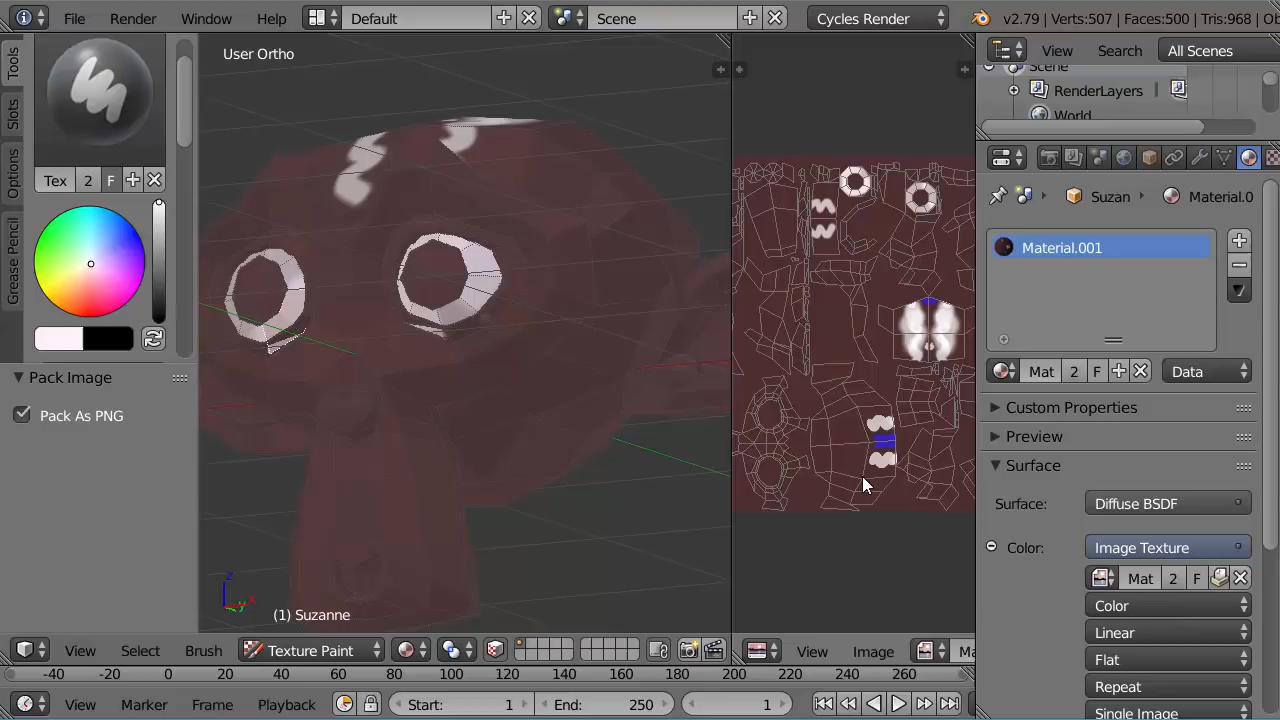 File Render Window Help Default Scene Cycles Render v2.79 | Verts:507 | Faces:500 | Tris:968 | Ob
Tools
Slots
Options
Grease Pencil
User Ortho
View Search All Scenes
Scene
RenderLayers
World
Tex 2 F
Suzan Material.0
Material.001
Mat 2 F Data
Pack Image
Pack As PNG
Custom Properties
Preview
Surface
Surface: Diffuse BSDF
Color: Image Texture
Mat 2 F
Color
Linear
Flat
Repeat
Single Image
z
x
y
(1) Suzanne
View Select Brush Texture Paint View Image Ma
-40 -20 0 20 40 60 80 100 120 140 160 180 200 220 240 260
View Marker Frame Playback Start: 1 End: 250 1